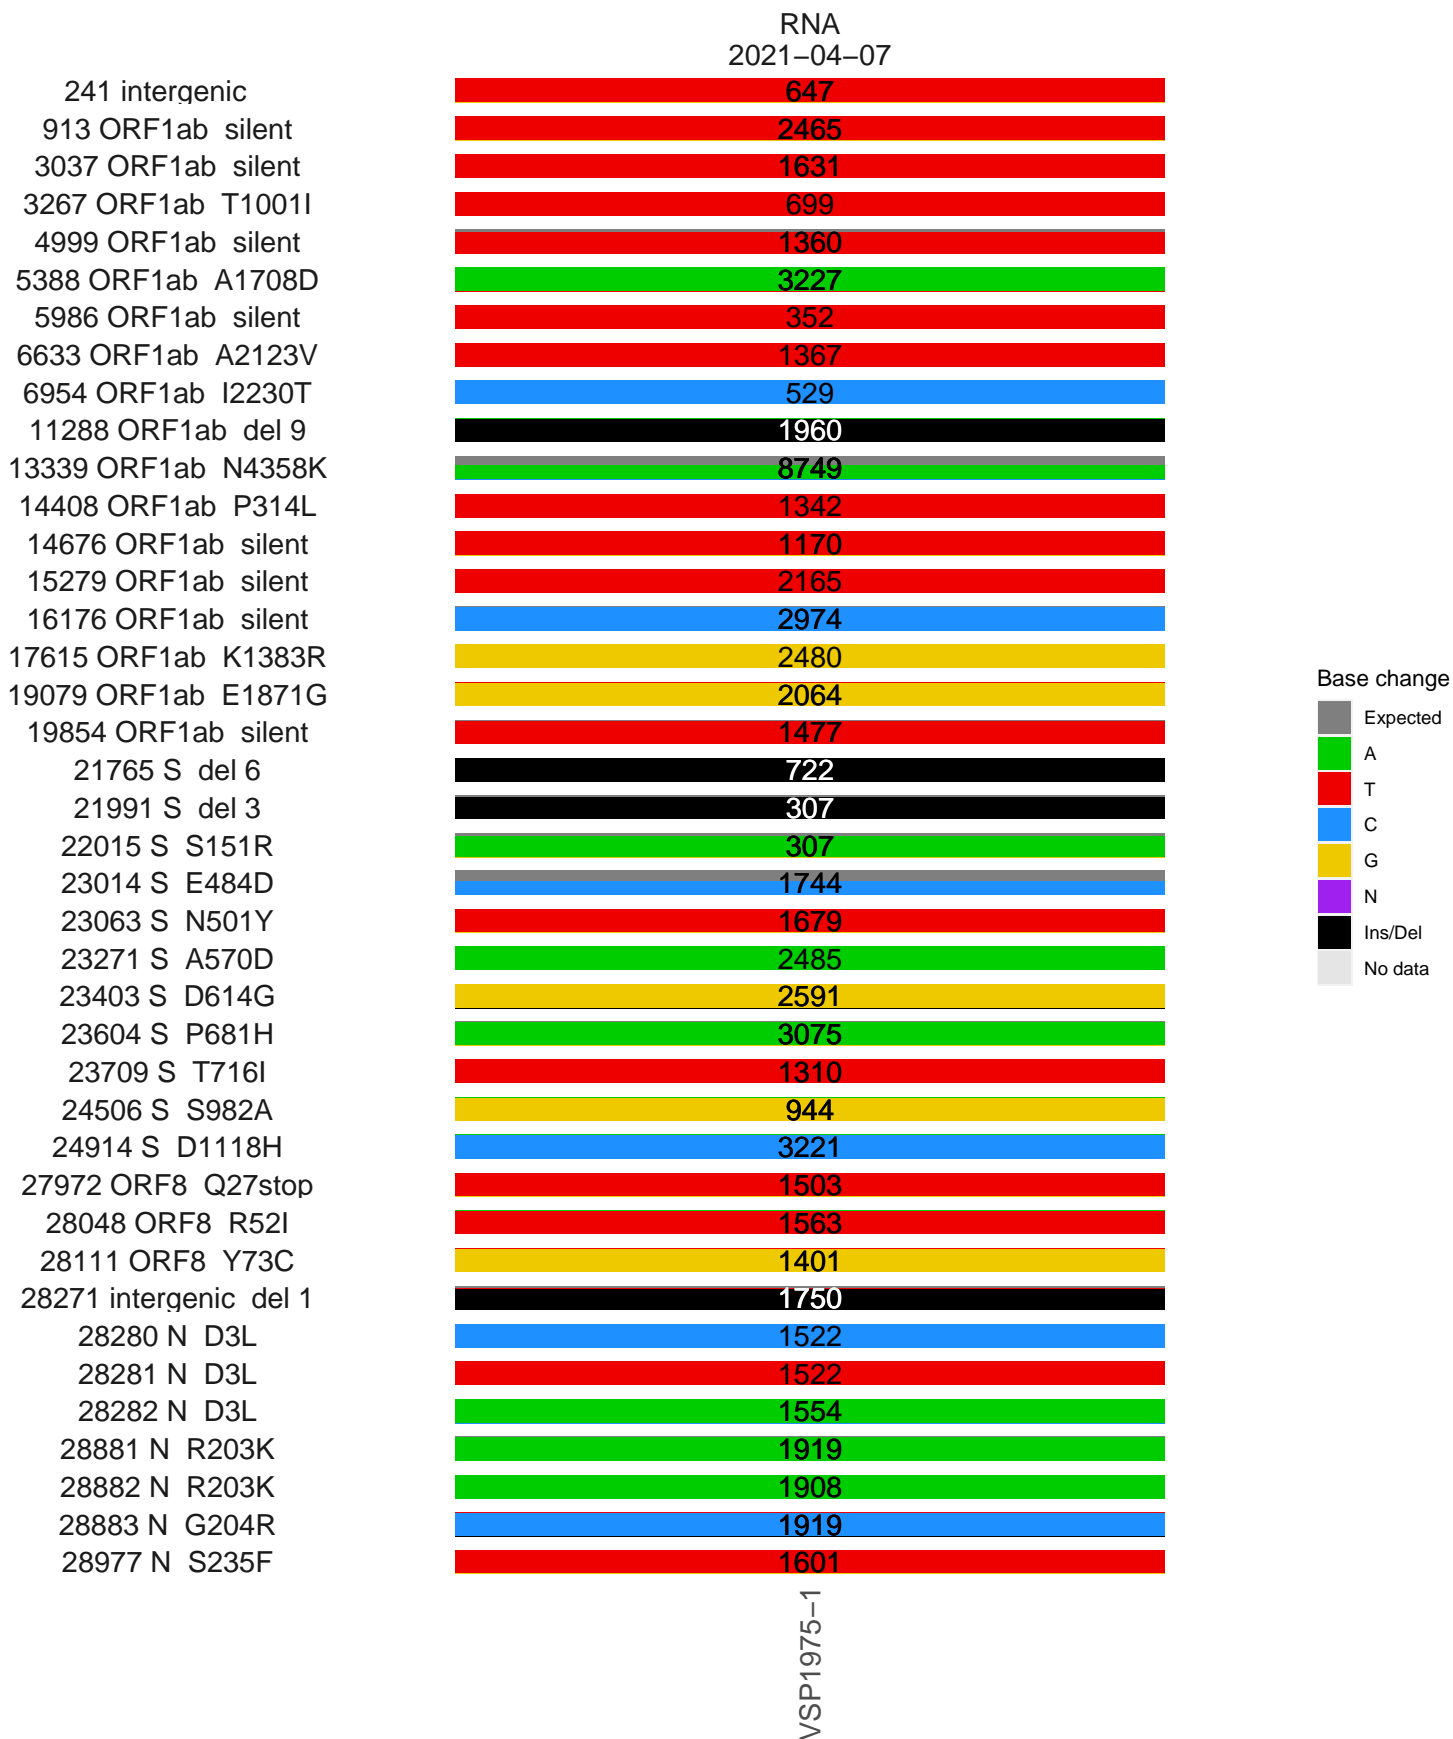 RNA
2021−04−07
241 intergenic 647
913 ORF1ab silent 2465
3037 ORF1ab silent 1631
3267 ORF1ab T1001I 699
4999 ORF1ab silent 1360
5388 ORF1ab A1708D 3227
5986 ORF1ab silent 352
6633 ORF1ab A2123V 1367
6954 ORF1ab I2230T 529
11288 ORF1ab del 9 1960
13339 ORF1ab N4358K 8749
14408 ORF1ab P314L 1342
14676 ORF1ab silent 1170
15279 ORF1ab silent 2165
16176 ORF1ab silent 2974
17615 ORF1ab K1383R 2480
19079 ORF1ab E1871G 2064
19854 ORF1ab silent 1477
21765 S del 6 722
21991 S del 3 307
22015 S S151R 307
23014 S E484D 1744
23063 S N501Y 1679
23271 S A570D 2485
23403 S D614G 2591
23604 S P681H 3075
23709 S T716I 1310
24506 S S982A 944
24914 S D1118H 3221
27972 ORF8 Q27stop 1503
28048 ORF8 R52I 1563
28111 ORF8 Y73C 1401
28271 intergenic del 1 1750
28280 N D3L 1522
28281 N D3L 1522
28282 N D3L 1554
28881 N R203K 1919
28882 N R203K 1908
28883 N G204R 1919
28977 N S235F 1601
VSP1975−1
Base change
Expected
A
T
C
G
N
Ins/Del
No data